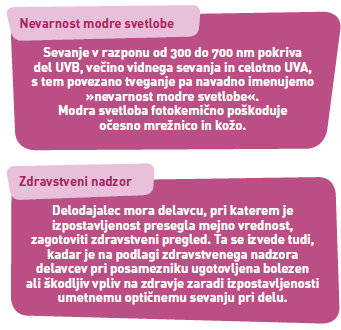 Nevarnost modre svetlobe
Sevanje v razponu od 300 do 700 nm pokriva
del UVB, večino vidnega sevanja in celotno UVA,
s tem povezano tveganje pa navadno imenujemo
»nevarnost modre svetlobe«.
Modra svetloba fotokemično poškoduje
očesno mrežnico in kožo.
Zdravstveni nadzor
Delodajalec mora delavcu, pri katerem je
izpostavljenost presegla mejno vrednost,
zagotoviti zdravstveni pregled. Ta se izvede tudi,
kadar je na podlagi zdravstvenega nadzora
delavcev pri posamezniku ugotovljena bolezen
ali škodljiv vpliv na zdravje zaradi izpostavljenosti
umetnemu optičnemu sevanju pri delu.